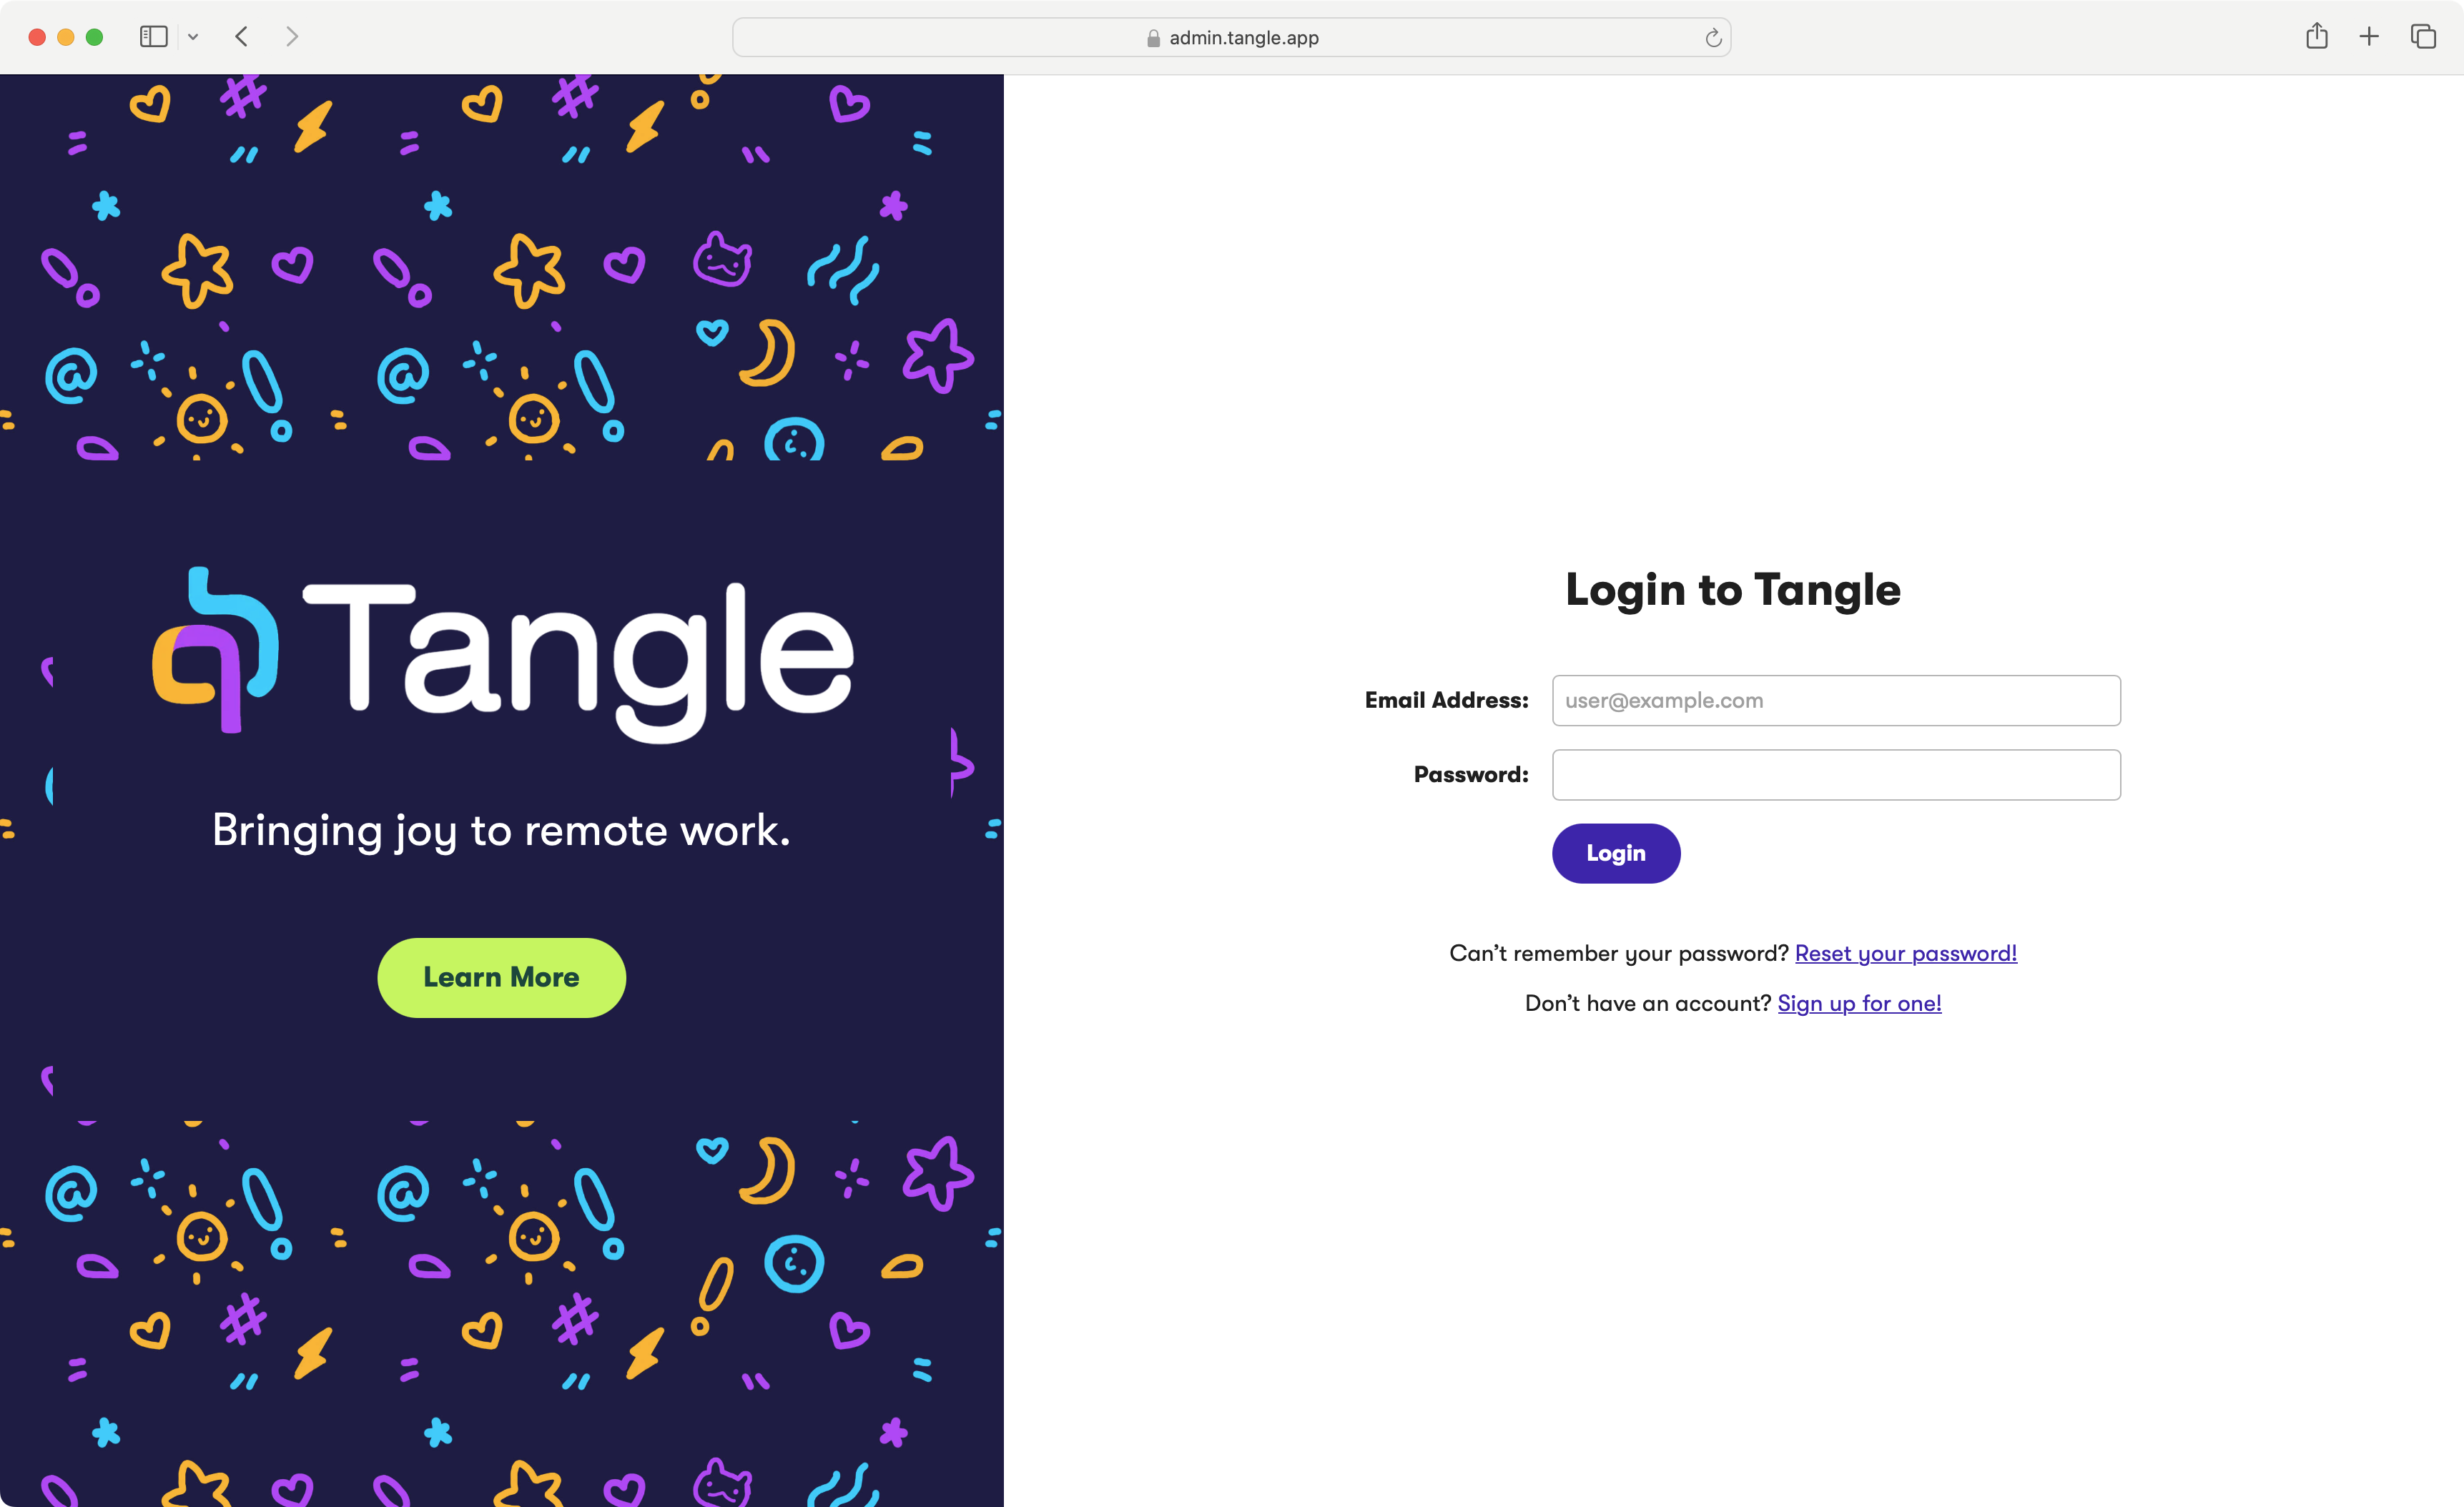 admin.tangle.app
Tangle
Bringing joy to remote work.
Learn More
Login to Tangle
Email Address:
user@example.com
Password:
Login
Can’t remember your password? Reset your password!
Don’t have an account? Sign up for one!